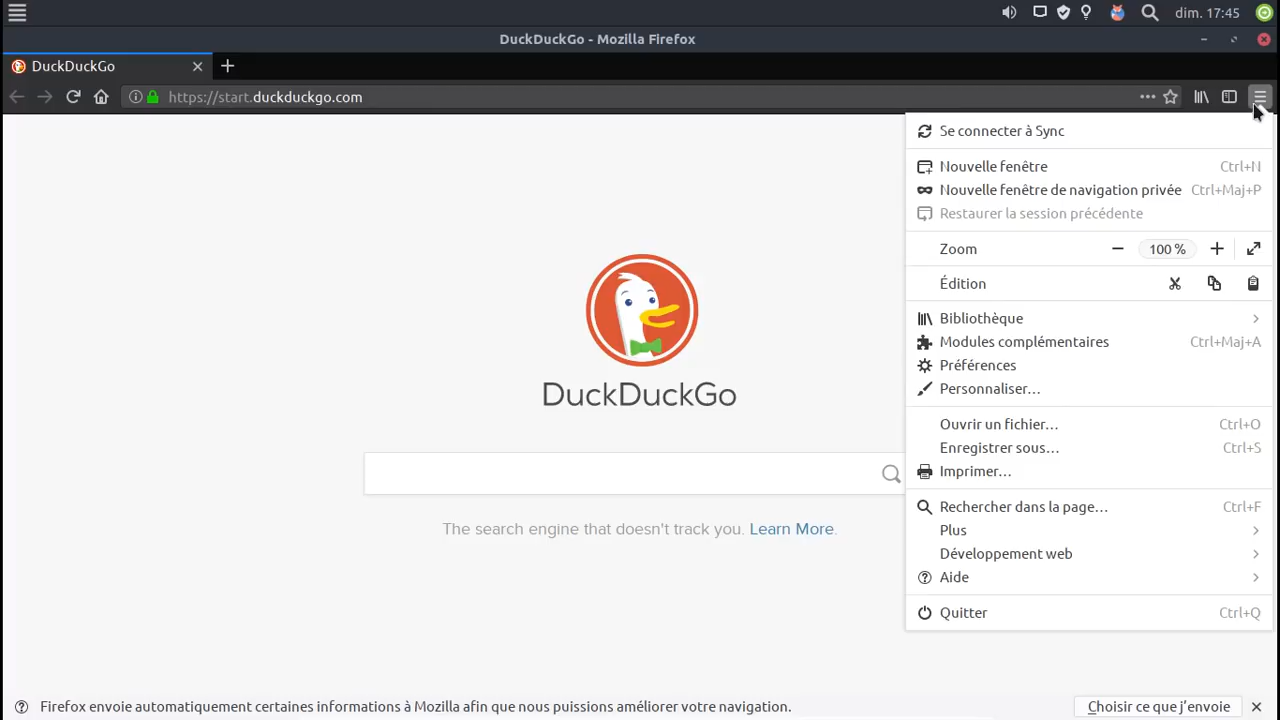 dim. 17:45
DuckDuckGo - Mozilla Firefox
DuckDuckGo
https://start.duckduckgo.com
Se connecter à Sync
Nouvelle fenêtre Ctrl+N
Nouvelle fenêtre de navigation privée Ctrl+Maj+P
Restaurer la session précédente
Zoom 100 %
Édition
Bibliothèque
Modules complémentaires Ctrl+Maj+A
Préférences
Personnaliser…
Ouvrir un fichier… Ctrl+O
Enregistrer sous… Ctrl+S
Imprimer…
Rechercher dans la page… Ctrl+F
Plus
Développement web
Aide
Quitter Ctrl+Q
DuckDuckGo
The search engine that doesn't track you. Learn More.
Firefox envoie automatiquement certaines informations à Mozilla afin que nous puissions améliorer votre navigation. Choisir ce que j’envoie